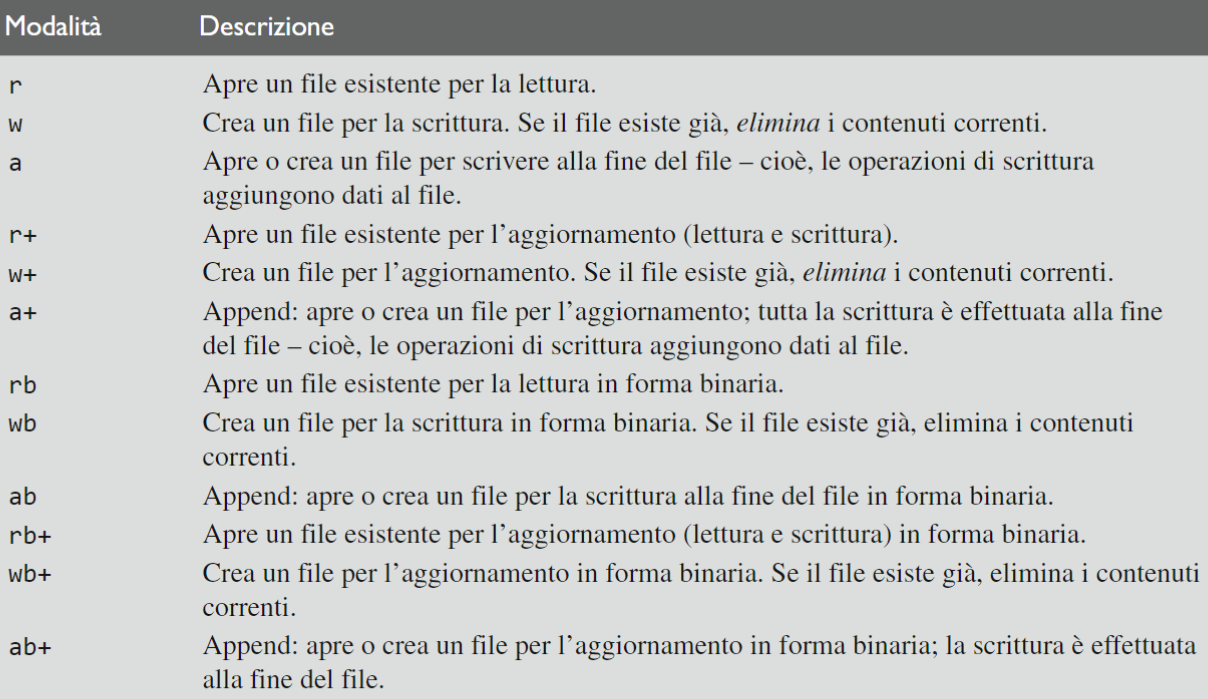 Modalità Descrizione
r Apre un file esistente per la lettura.
w Crea un file per la scrittura. Se il file esiste già, elimina i contenuti correnti.
a Apre o crea un file per scrivere alla fine del file – cioè, le operazioni di scrittura
aggiungono dati al file.
r+ Apre un file esistente per l’aggiornamento (lettura e scrittura).
w+ Crea un file per l’aggiornamento. Se il file esiste già, elimina i contenuti correnti.
a+ Append: apre o crea un file per l’aggiornamento; tutta la scrittura è effettuata alla fine
del file – cioè, le operazioni di scrittura aggiungono dati al file.
rb Apre un file esistente per la lettura in forma binaria.
wb Crea un file per la scrittura in forma binaria. Se il file esiste già, elimina i contenuti
correnti.
ab Append: apre o crea un file per la scrittura alla fine del file in forma binaria.
rb+ Apre un file esistente per l’aggiornamento (lettura e scrittura) in forma binaria.
wb+ Crea un file per l’aggiornamento in forma binaria. Se il file esiste già, elimina i contenuti
correnti.
ab+ Append: apre o crea un file per l’aggiornamento in forma binaria; la scrittura è effettuata
alla fine del file.